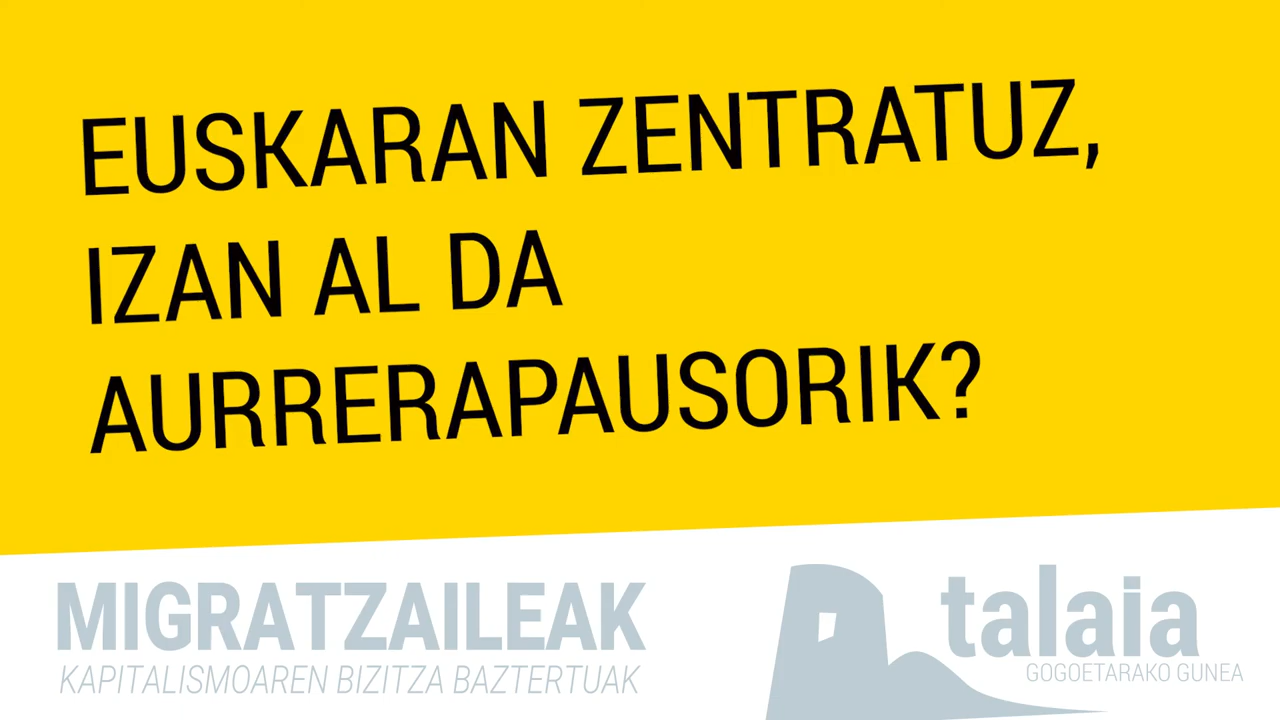 EUSKARAN ZENTRATUZ,
IZAN AL DA
AURRERAPAUSORIK?
MIGRATZAILEAK
KAPITALISMOAREN BIZITZA BAZTERTUAK
talaia
GOGOETARAKO GUNEA